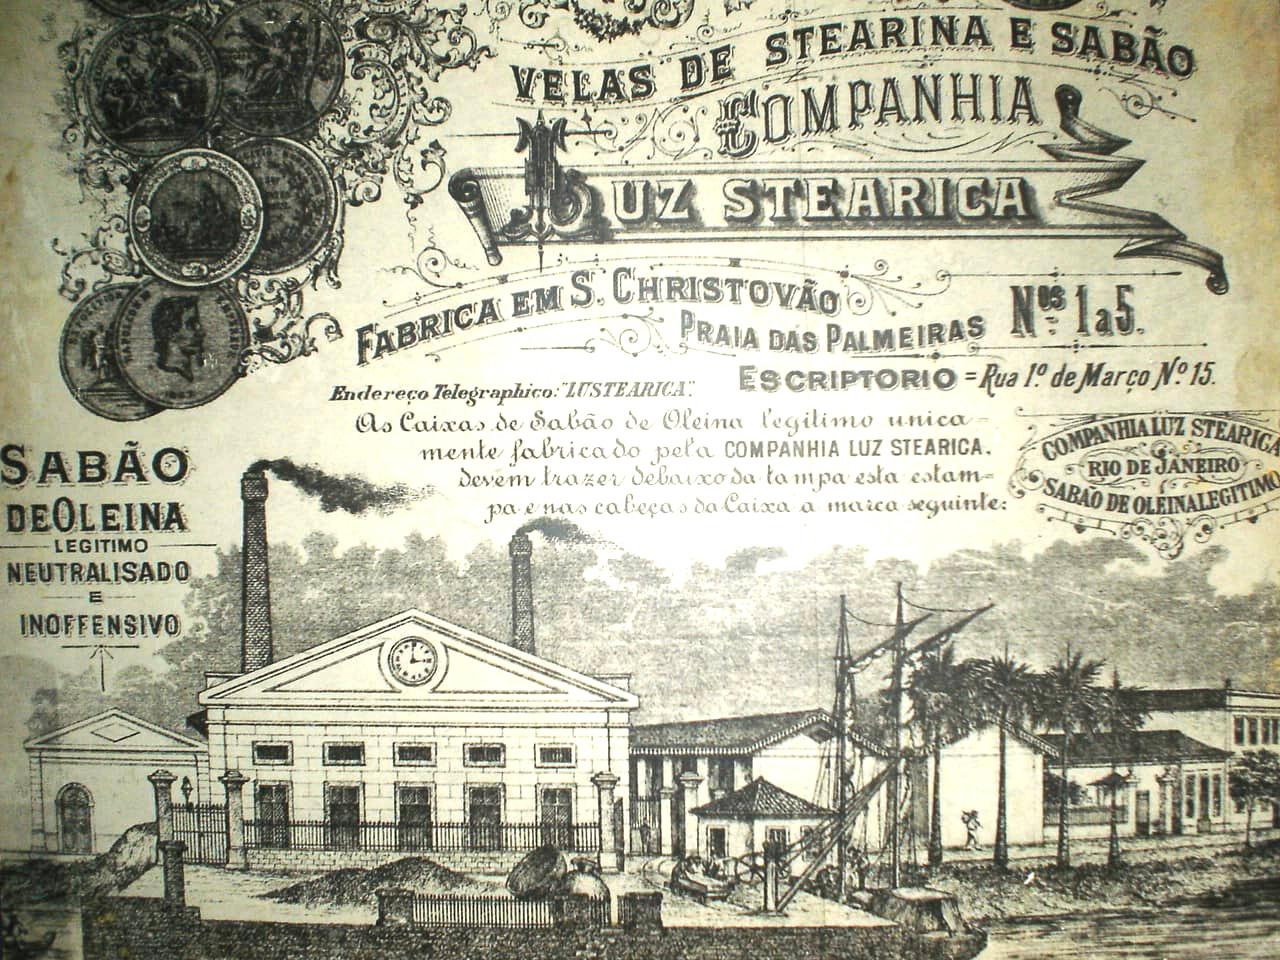 VELAS DE STEARINA E SABÃO
COMPANHIA
LUZ STEARICA
FABRICA EM S. CHRISTOVÃO
PRAIA DAS PALMEIRAS
Nos. 1 a 5.
ESCRIPTORIO = Rua 1º. de Março Nº. 15.
Endereço Telegraphico: "LUSTEARICA".
As Caixas de Sabão de Oleina legitimo unica-
mente fabricado pela COMPANHIA LUZ STEARICA.
devem trazer debaixo da tampa esta estam-
pa e nas cabeças da Caixa a marca seguinte:
COMPANHIA LUZ STEARICA
RIO DE JANEIRO
SABÃO DE OLEINA LEGITIMO
SABÃO
DE OLEINA
LEGITIMO
NEUTRALISADO
E
INOFFENSIVO